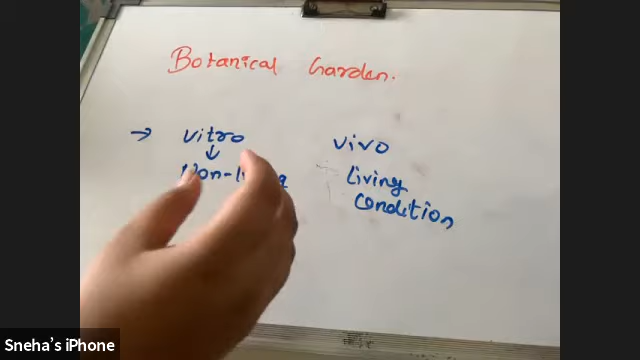 Botanical Garden.
→ Vitro
↓
vivo
Living
Condition
Sneha's iPhone